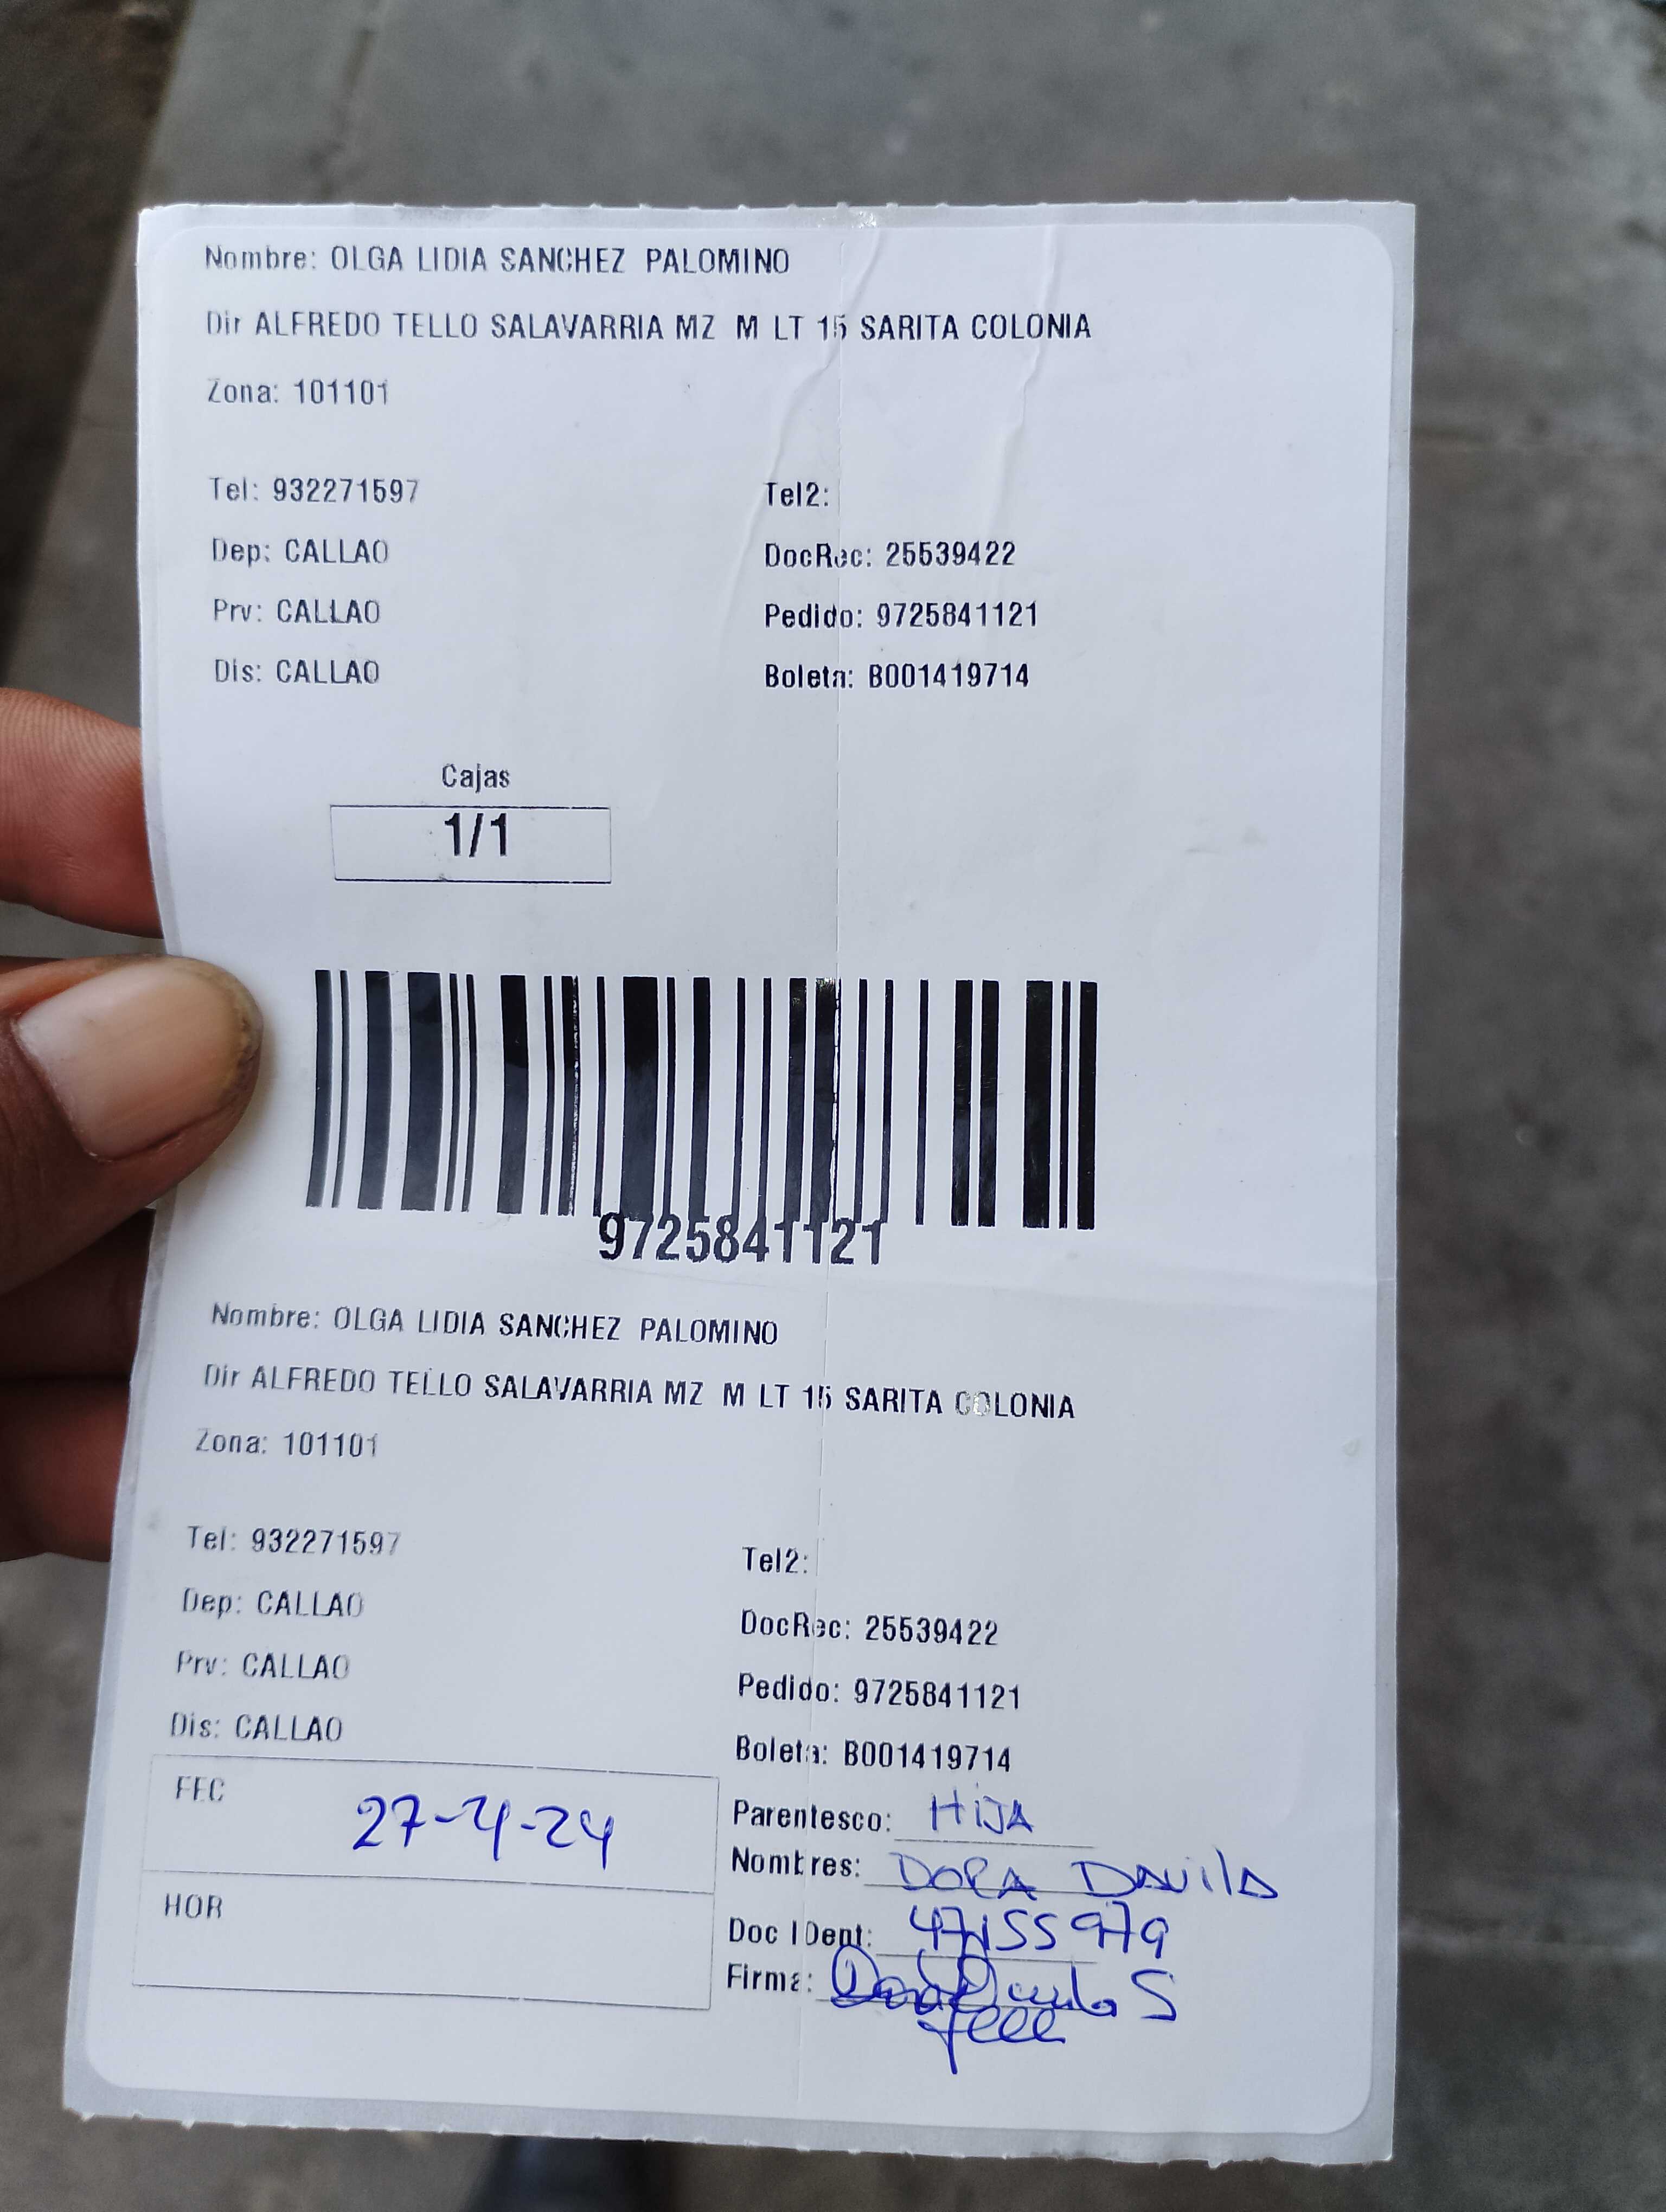 Nombre: OLGA LIDIA SANCHEZ PALOMINO
Dir ALFREDO TELLO SALAVARRIA MZ M LT 15 SARITA COLONIA
Zona: 101101
Tel: 932271597 Tel2:
Dep: CALLAO DocRec: 25539422
Prv: CALLAO Pedido: 9725841121
Dis: CALLAO Boleta: B001419714
Cajas
1/1
9725841121
Nombre: OLGA LIDIA SANCHEZ PALOMINO
Dir ALFREDO TELLO SALAVARRIA MZ M LT 15 SARITA COLONIA
Zona: 101101
Tel: 932271597 Tel2:
Dep: CALLAO DocRec: 25539422
Prv: CALLAO Pedido: 9725841121
Dis: CALLAO Boleta: B001419714
FEC 27-4-24
Parentesco: HIJA
Nombres: DORA DAVILA
HOR
Doc IDent:
Firma: